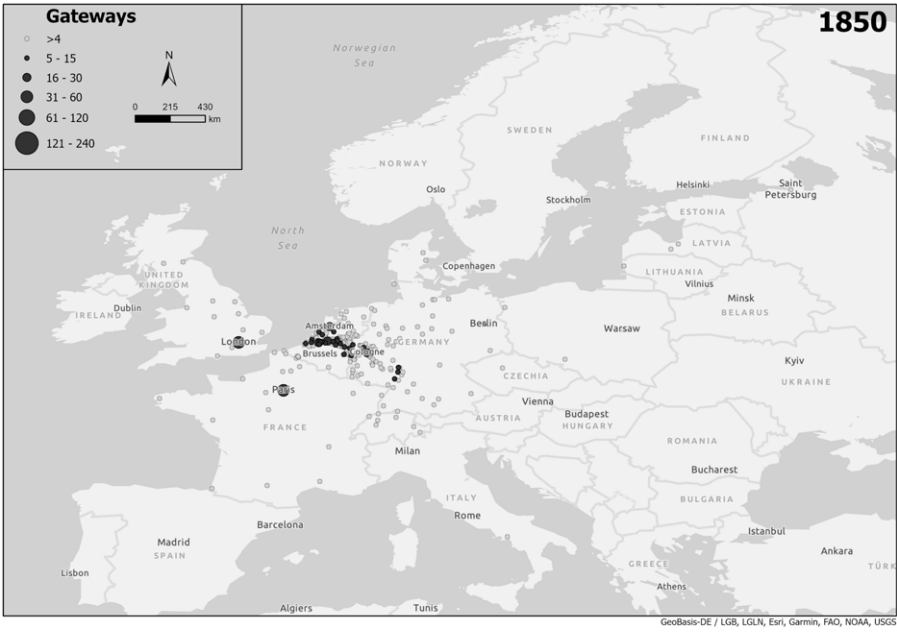 Gateways
>4
5 - 15
16 - 30
31 - 60
61 - 120
121 - 240
N
0 215 430
km
1850
Norwegian
Sea
SWEDEN
FINLAND
NORWAY
Oslo
Helsinki
Saint
Petersburg
Stockholm
ESTONIA
North
Sea
LATVIA
Copenhagen
UNITED
KINGDOM
LITHUANIA
Vilnius
Dublin
IRELAND
Minsk
BELARUS
Amsterdam
Berlin
Warsaw
London
GERMANY
Brussels
Cologne
Kyiv
CZECHIA
UKRAINE
Paris
Vienna
Budapest
AUSTRIA
HUNGARY
FRANCE
ROMANIA
Milan
Bucharest
ITALY
BULGARIA
Rome
Barcelona
Istanbul
Madrid
SPAIN
Ankara
GREECE
TÜRK
Lisbon
Athens
Algiers
Tunis
GeoBasis-DE / LGB, LGLN, Esri, Garmin, FAO, NOAA, USGS